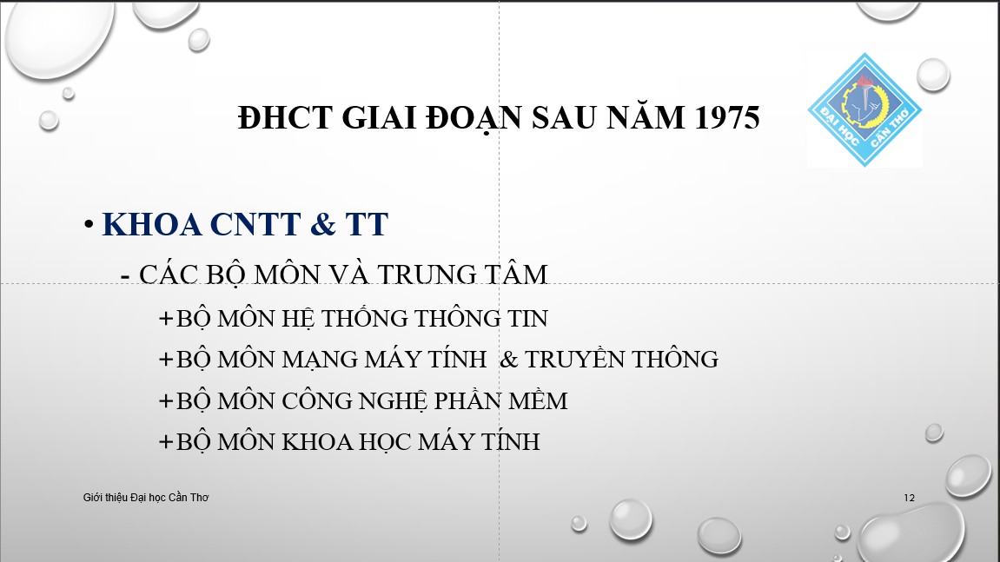 ĐHCT GIAI ĐOẠN SAU NĂM 1975
ĐẠI HỌC CẦN THƠ
• KHOA CNTT & TT
- CÁC BỘ MÔN VÀ TRUNG TÂM
+BỘ MÔN HỆ THỐNG THÔNG TIN
+BỘ MÔN MẠNG MÁY TÍNH & TRUYỀN THÔNG
+BỘ MÔN CÔNG NGHỆ PHẦN MỀM
+BỘ MÔN KHOA HỌC MÁY TÍNH
Giới thiệu Đại học Cần Thơ
12